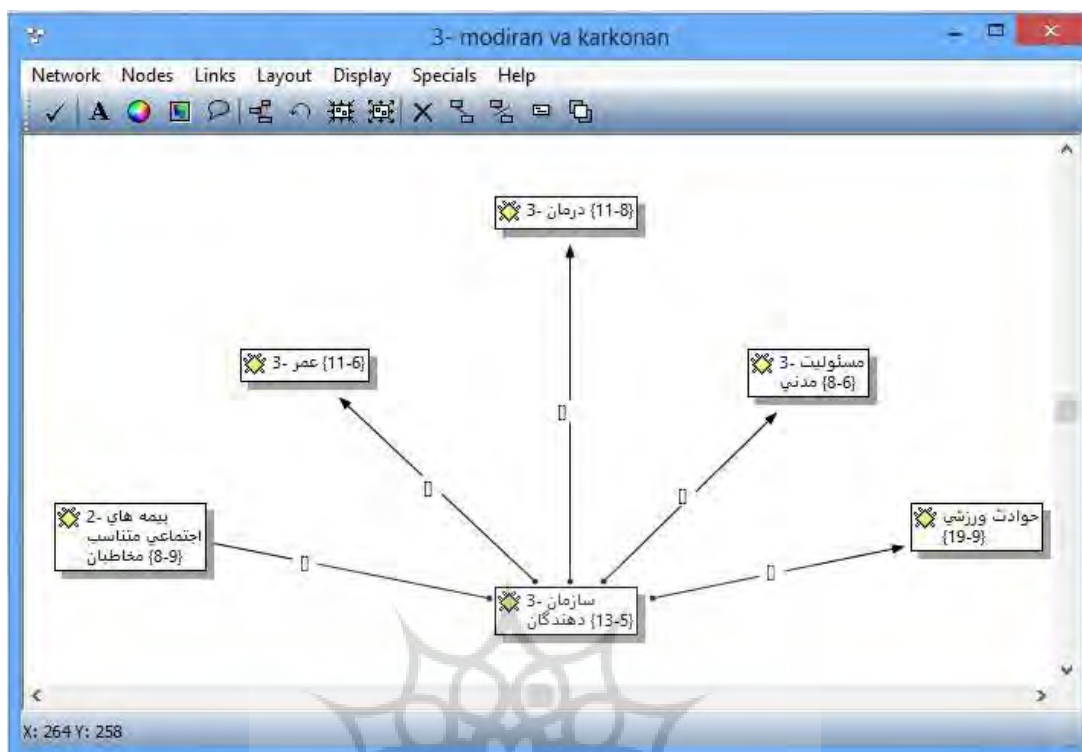 3- modiran va karkonan
Network Nodes Links Layout Display Specials Help
3- درمان {11-8}
3- عمر {11-6}
3- مسئوليت
مدني {8-6}
2- بيمه هاي
اجتماعي متناسب
مخاطبان {8-9}
حوادث ورزشي
{19-9}
3- سازمان
دهندگان {13-5}
X: 264 Y: 258